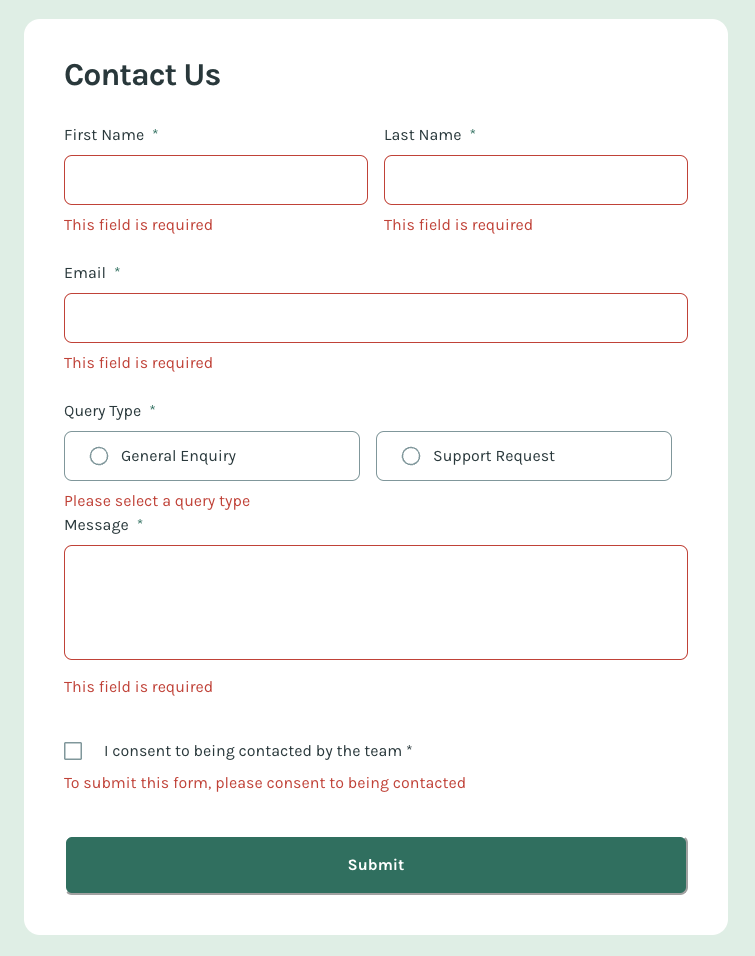 Contact Us
First Name *
Last Name *
This field is required
This field is required
Email *
This field is required
Query Type *
General Enquiry
Support Request
Please select a query type
Message *
This field is required
I consent to being contacted by the team *
To submit this form, please consent to being contacted
Submit